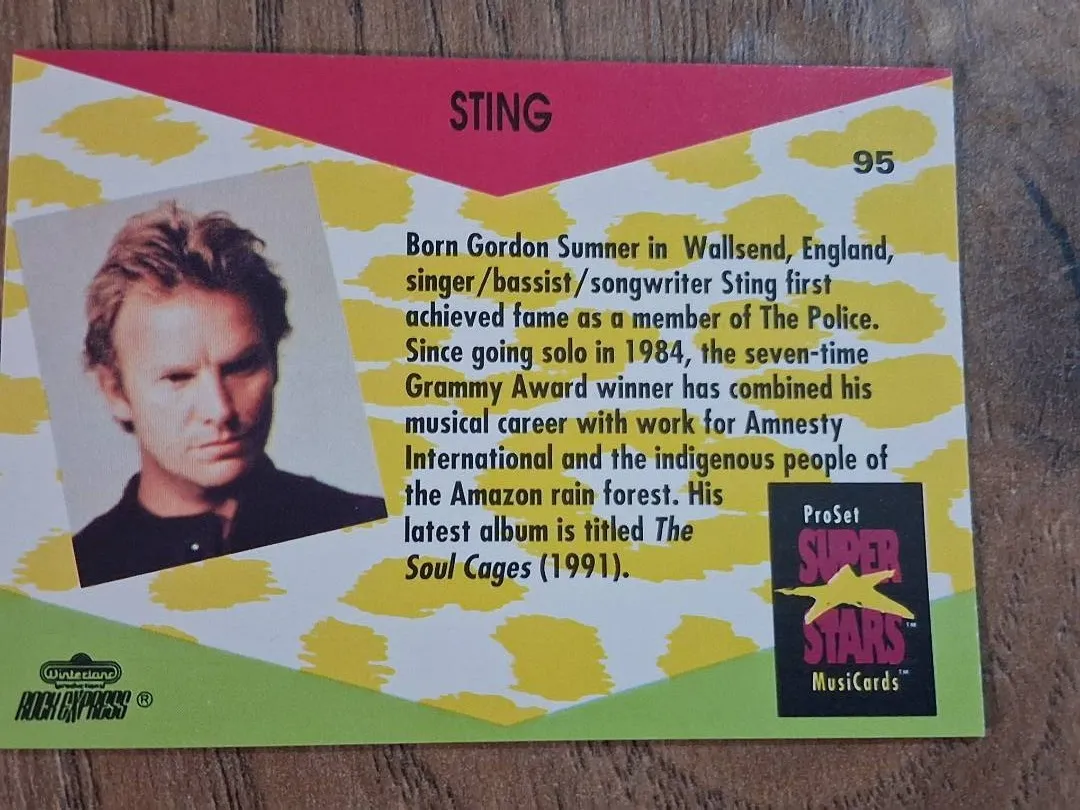 STING
95
Born Gordon Sumner in Wallsend, England,
singer/bassist/songwriter Sting first
achieved fame as a member of The Police.
Since going solo in 1984, the seven-time
Grammy Award winner has combined his
musical career with work for Amnesty
International and the indigenous people of
the Amazon rain forest. His
latest album is titled The
Soul Cages (1991).
ProSet
SUPER
STARS™
MusiCards™
Winterland
ROCK EXPRESS ®